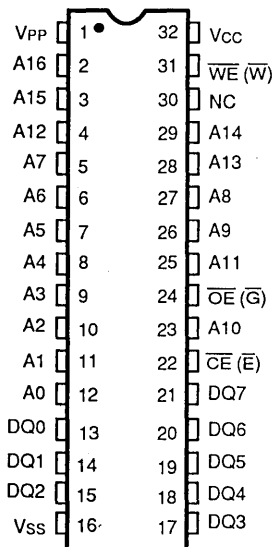 VPP 1 32 VCC
A16 2 31 WE (W)
A15 3 30 NC
A12 4 29 A14
A7 5 28 A13
A6 6 27 A8
A5 7 26 A9
A4 8 25 A11
A3 9 24 OE (G)
A2 10 23 A10
A1 11 22 CE (E)
A0 12 21 DQ7
DQ0 13 20 DQ6
DQ1 14 19 DQ5
DQ2 15 18 DQ4
VSS 16 17 DQ3